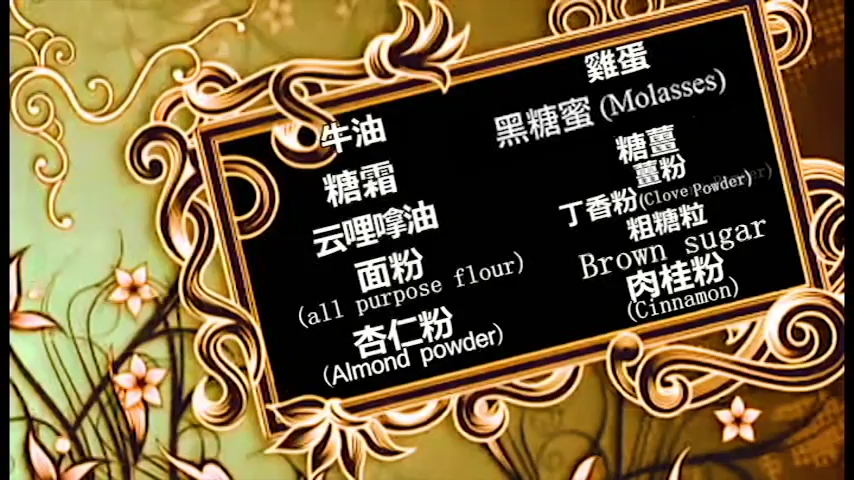 牛油
糖霜
云哩嗱油
面粉
(all purpose flour)
杏仁粉
(Almond powder)
雞蛋
黑糖蜜 (Molasses)
糖薑
薑粉
丁香粉(Clove Powder)
粗糖粒
Brown sugar
肉桂粉
(Cinnamon)